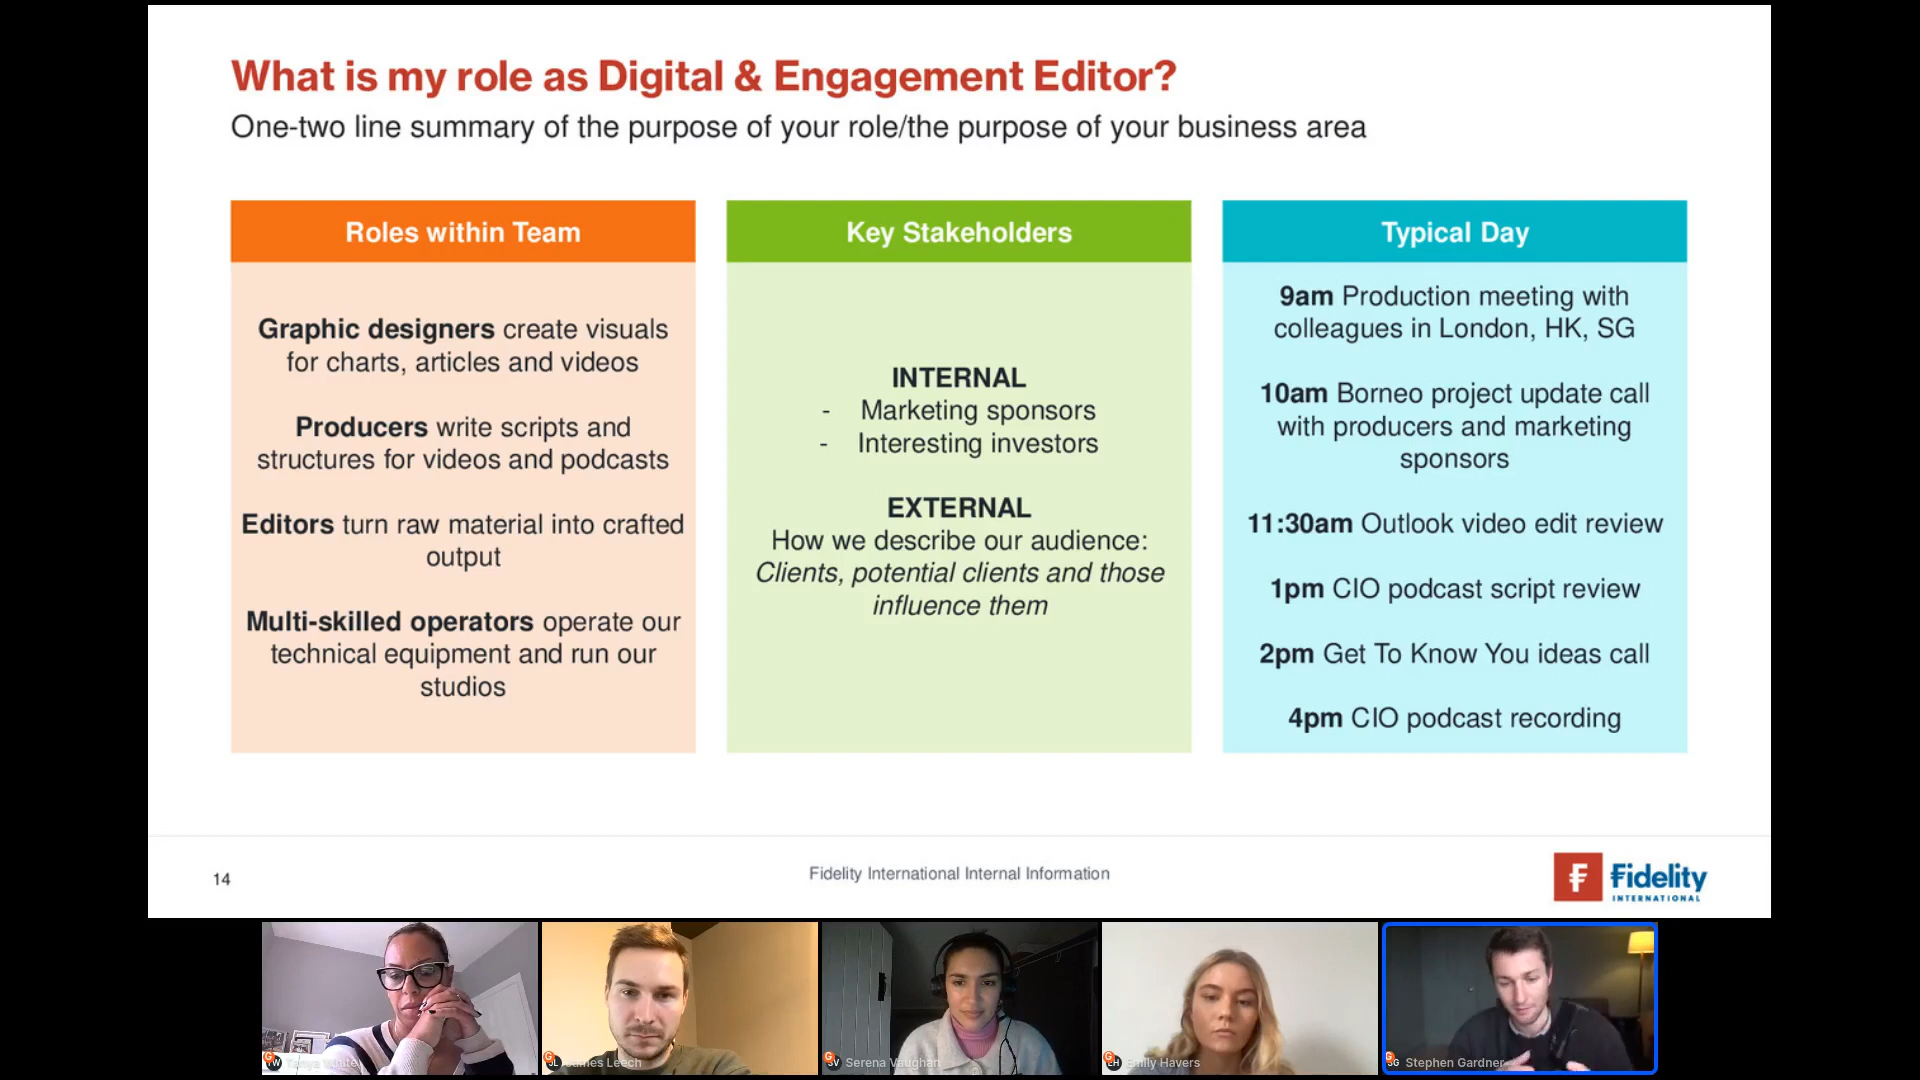 What is my role as Digital & Engagement Editor?
One-two line summary of the purpose of your role/the purpose of your business area
Roles within Team
Graphic designers create visuals
for charts, articles and videos
Producers write scripts and
structures for videos and podcasts
Editors turn raw material into crafted
output
Multi-skilled operators operate our
technical equipment and run our
studios
Key Stakeholders
INTERNAL
- Marketing sponsors
- Interesting investors
EXTERNAL
How we describe our audience:
Clients, potential clients and those
influence them
Typical Day
9am Production meeting with
colleagues in London, HK, SG
10am Borneo project update call
with producers and marketing
sponsors
11:30am Outlook video edit review
1pm CIO podcast script review
2pm Get To Know You ideas call
4pm CIO podcast recording
14
Fidelity International Internal Information
Fidelity
INTERNATIONAL
James Leech
SV Serena Vaughan
EH Emily Havers
SG Stephen Gardner